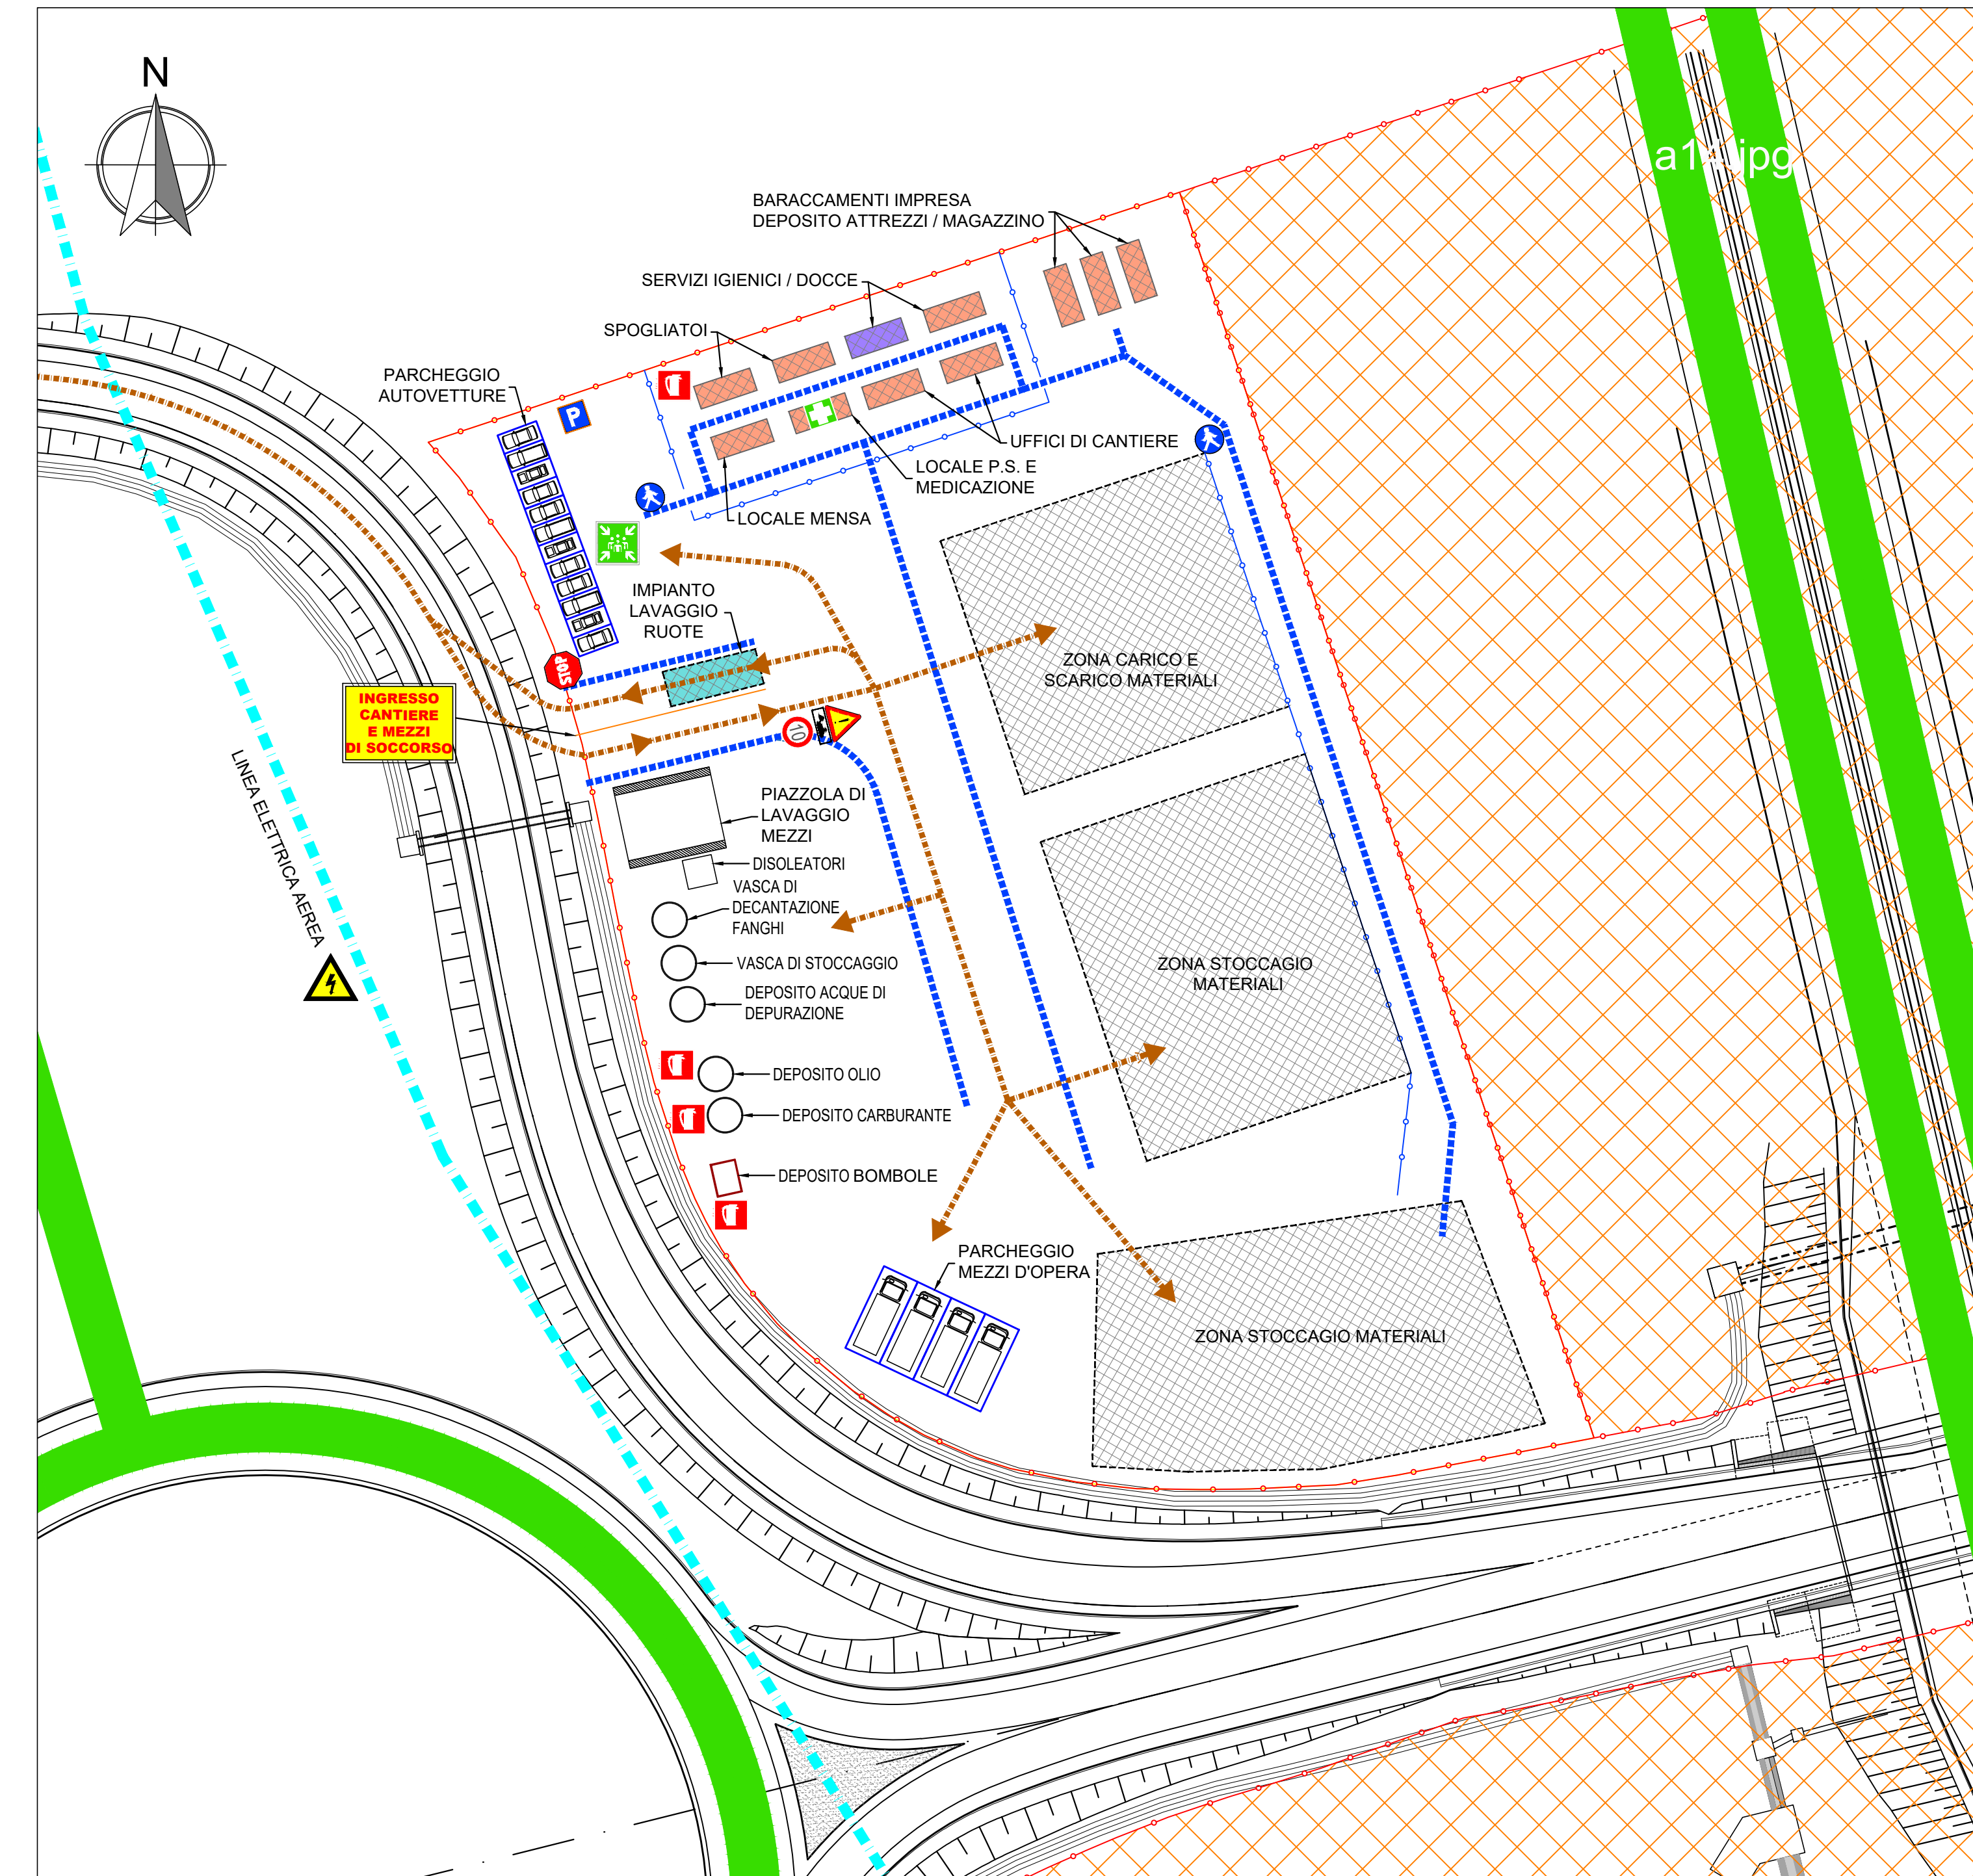 N
a14.jpg
BARACCAMENTI IMPRESA
DEPOSITO ATTREZZI / MAGAZZINO
SERVIZI IGIENICI / DOCCE
SPOGLIATOI
PARCHEGGIO
AUTOVETTURE
P
UFFICI DI CANTIERE
LOCALE P.S. E
MEDICAZIONE
LOCALE MENSA
IMPIANTO
LAVAGGIO
RUOTE
STOP
ZONA CARICO E
SCARICO MATERIALI
INGRESSO
CANTIERE
E MEZZI
DI SOCCORSO
10
LINEA ELETTRICA AEREA
PIAZZOLA DI
LAVAGGIO
MEZZI
DISOLEATORI
VASCA DI
DECANTAZIONE
FANGHI
VASCA DI STOCCAGGIO
DEPOSITO ACQUE DI
DEPURAZIONE
ZONA STOCCAGIO
MATERIALI
DEPOSITO OLIO
DEPOSITO CARBURANTE
DEPOSITO BOMBOLE
PARCHEGGIO
MEZZI D'OPERA
ZONA STOCCAGIO MATERIALI